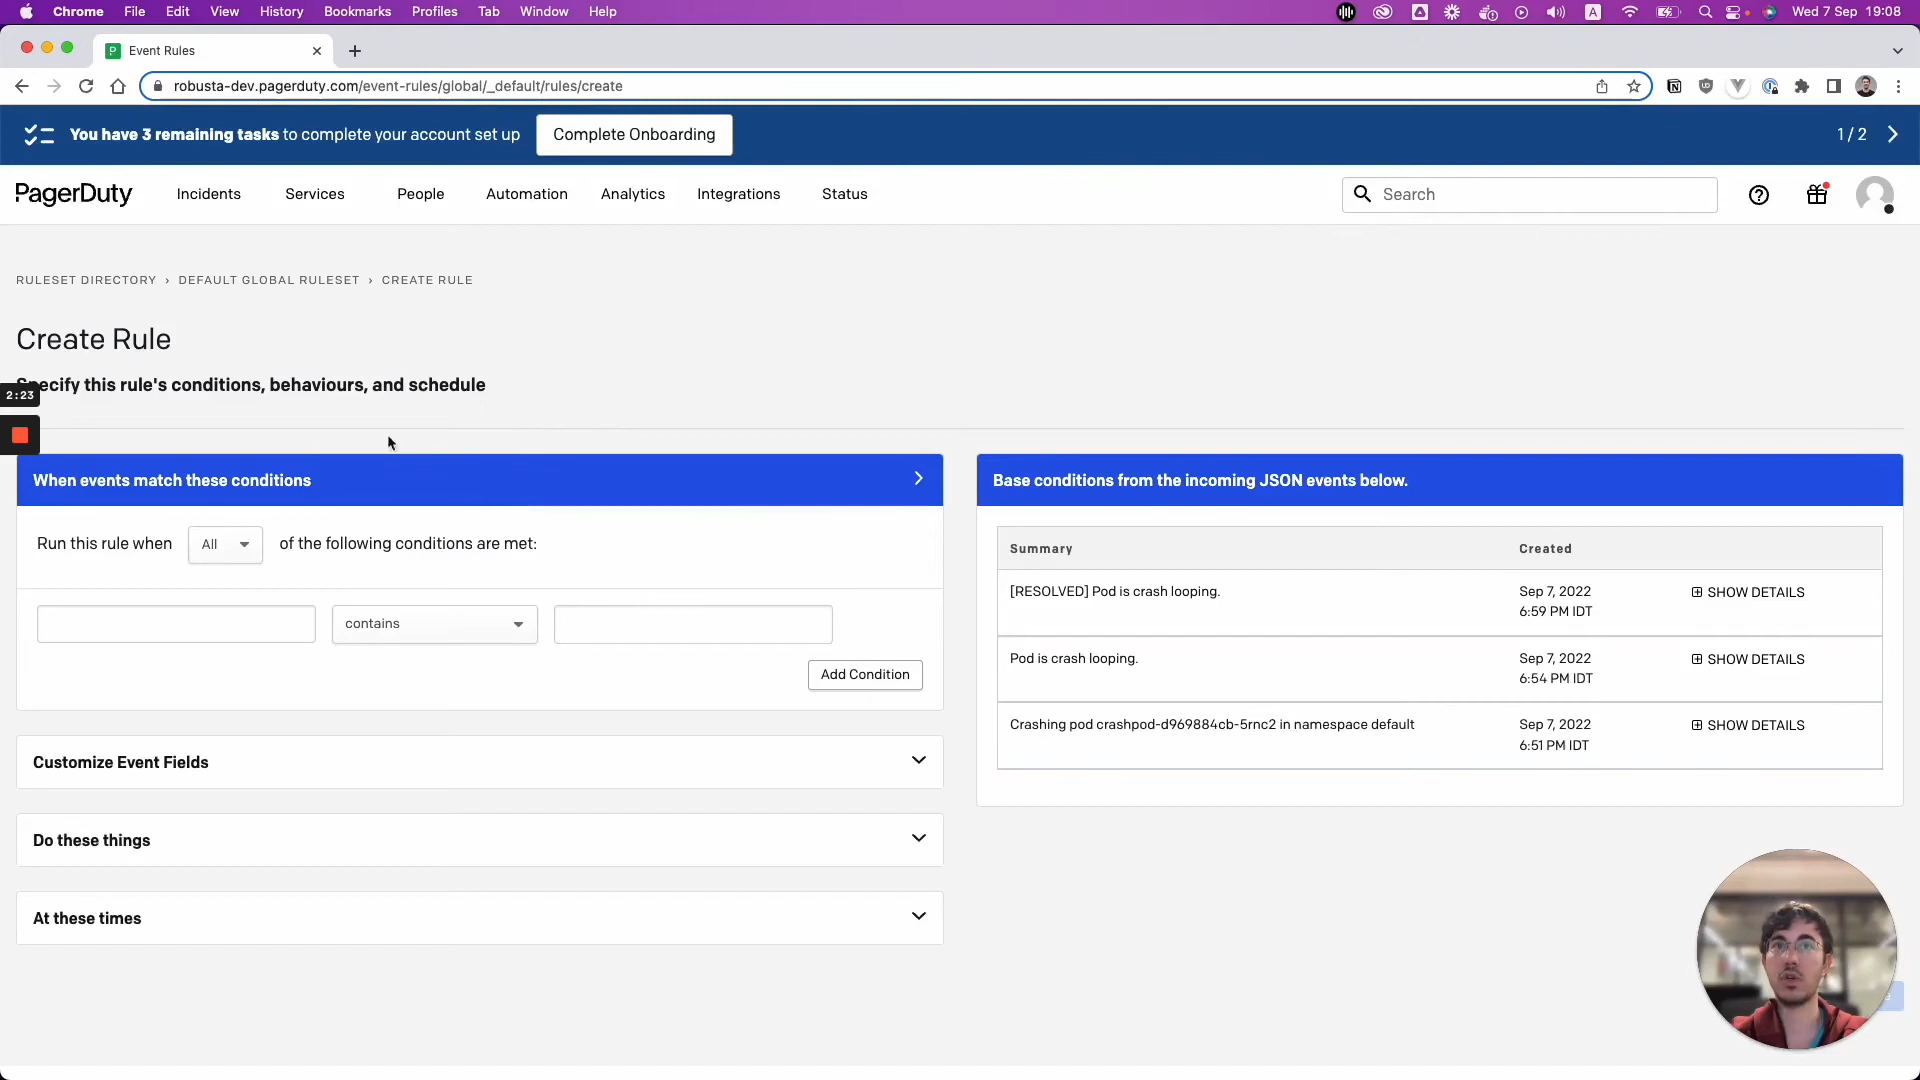 Chrome File Edit View History Bookmarks Profiles Tab Window Help
A Wed 7 Sep 19:08
Event Rules
robusta-dev.pagerduty.com/event-rules/global/_default/rules/create
You have 3 remaining tasks to complete your account set up Complete Onboarding 1 / 2
PagerDuty Incidents Services People Automation Analytics Integrations Status Search
RULESET DIRECTORY › DEFAULT GLOBAL RULESET › CREATE RULE
Create Rule
Specify this rule's conditions, behaviours, and schedule
2:23
When events match these conditions
Run this rule when All of the following conditions are met:
contains
Add Condition
Customize Event Fields
Do these things
At these times
Base conditions from the incoming JSON events below.
Summary Created
[RESOLVED] Pod is crash looping. Sep 7, 2022 SHOW DETAILS
6:59 PM IDT
Pod is crash looping. Sep 7, 2022 SHOW DETAILS
6:54 PM IDT
Crashing pod crashpod-d969884cb-5rnc2 in namespace default Sep 7, 2022 SHOW DETAILS
6:51 PM IDT